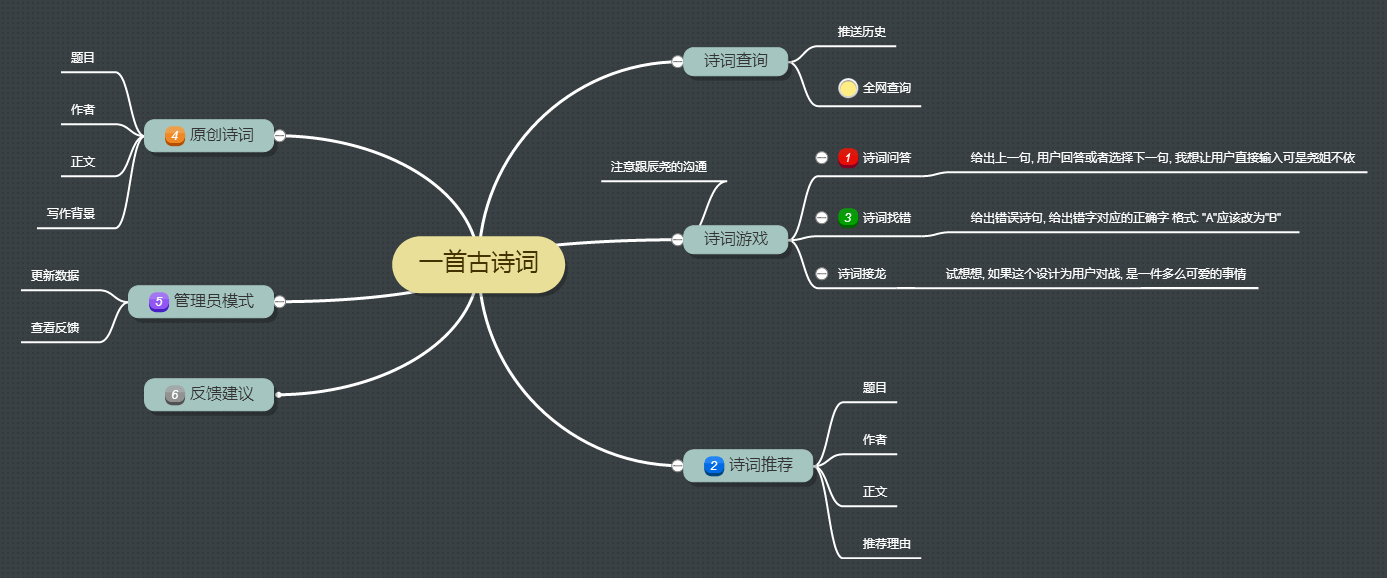 一首古诗词
诗词查询
推送历史
全网查询
诗词游戏
注意跟辰尧的沟通
1 诗词问答
给出上一句, 用户回答或者选择下一句, 我想让用户直接输入可是尧姐不依
3 诗词找错
给出错误诗句, 给出错字对应的正确字 格式: "A"应该改为"B"
诗词接龙
试想想, 如果这个设计为用户对战, 是一件多么可爱的事情
2 诗词推荐
题目
作者
正文
推荐理由
4 原创诗词
题目
作者
正文
写作背景
5 管理员模式
更新数据
查看反馈
6 反馈建议